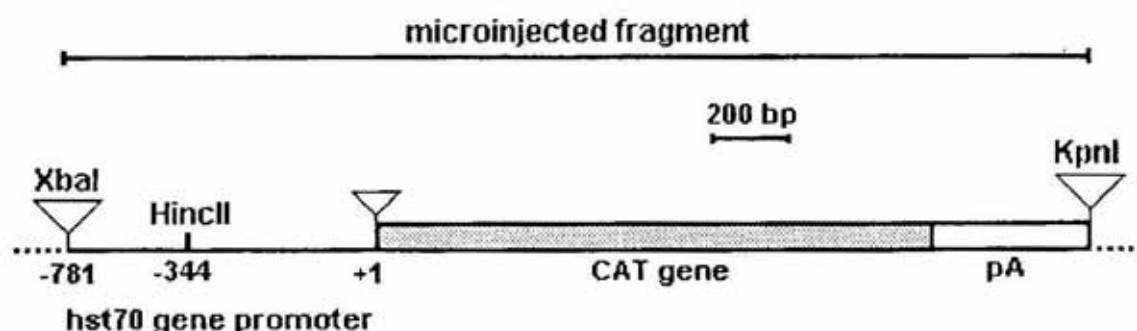 microinjected fragment
200 bp
XbaI
KpnI
HincII
-781
-344
+1
CAT gene
pA
hst70 gene promoter